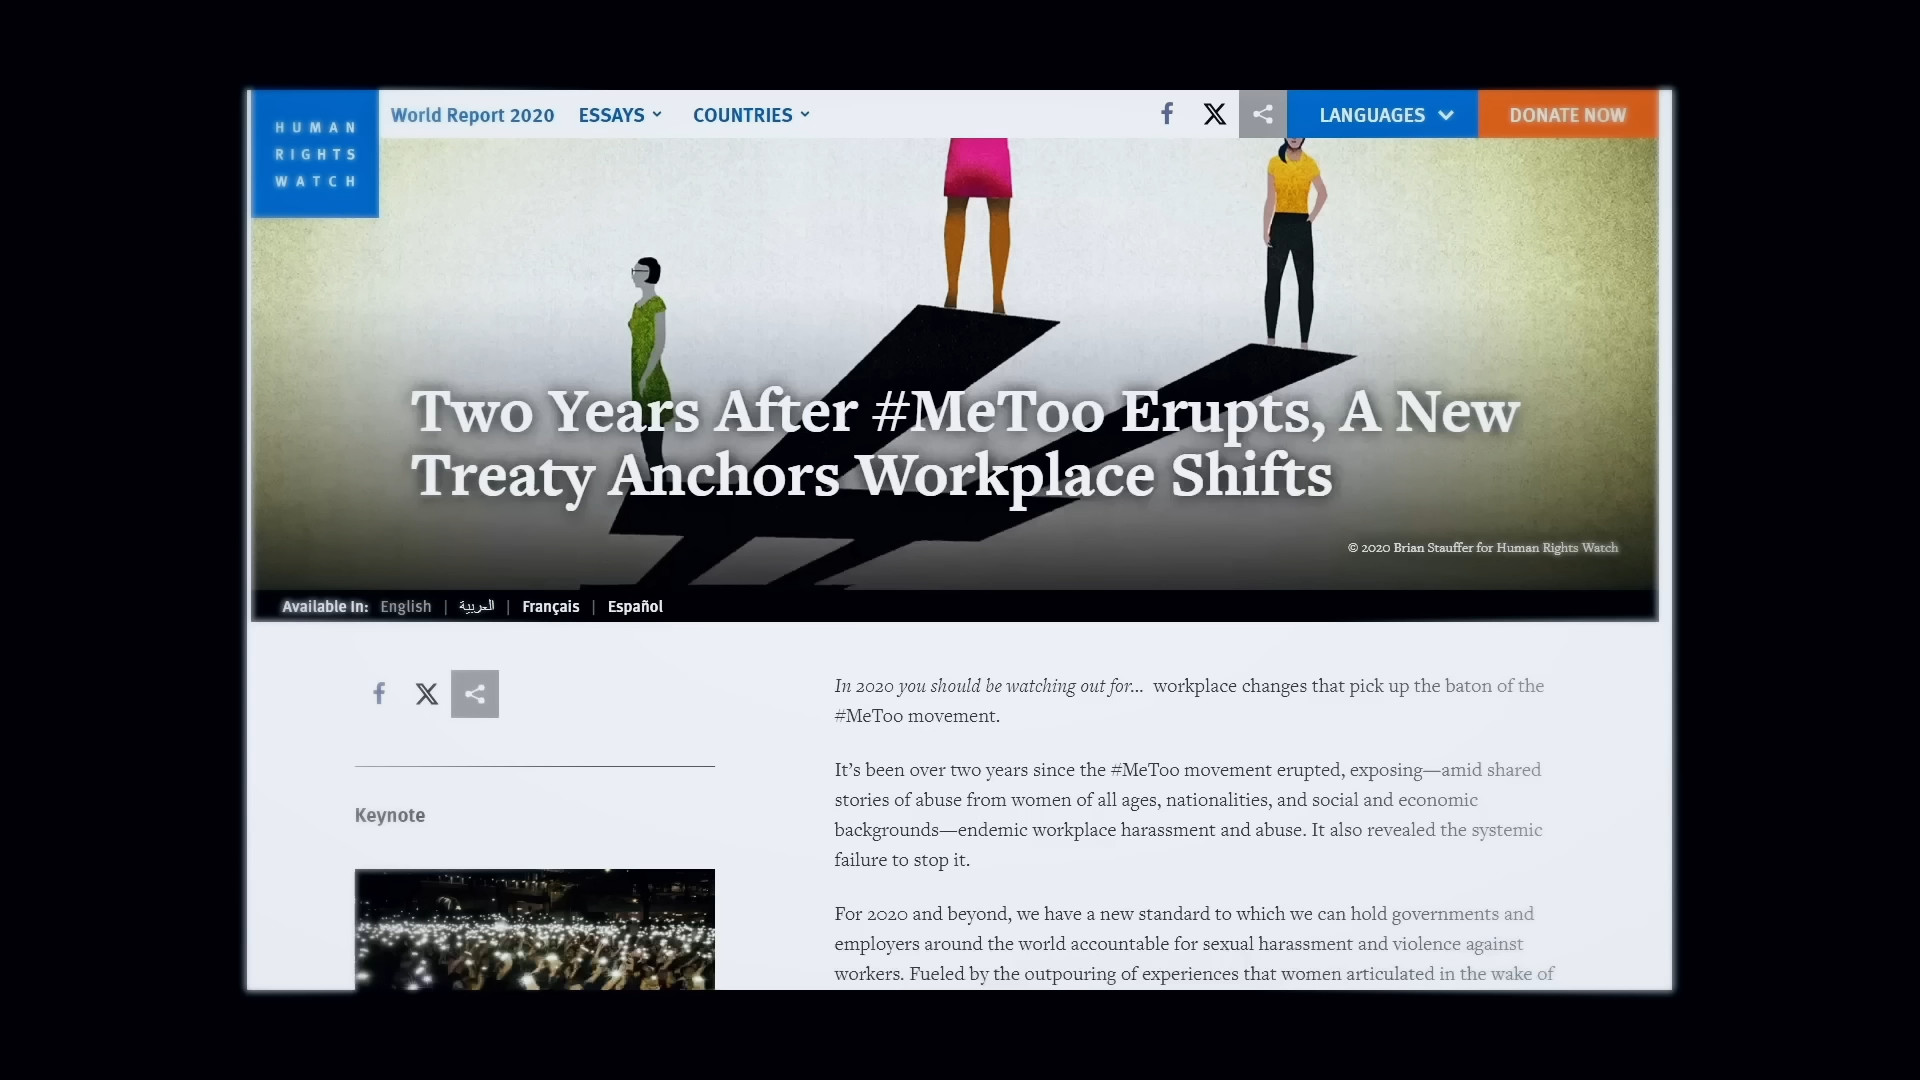 HUMAN
RIGHTS
WATCH
World Report 2020 ESSAYS COUNTRIES LANGUAGES DONATE NOW
Two Years After #MeToo Erupts, A New
Treaty Anchors Workplace Shifts
© 2020 Brian Stauffer for Human Rights Watch
Available In: English | العربية | Français | Español
In 2020 you should be watching out for... workplace changes that pick up the baton of the
#MeToo movement.
It’s been over two years since the #MeToo movement erupted, exposing—amid shared
stories of abuse from women of all ages, nationalities, and social and economic
backgrounds—endemic workplace harassment and abuse. It also revealed the systemic
failure to stop it.
Keynote
For 2020 and beyond, we have a new standard to which we can hold governments and
employers around the world accountable for sexual harassment and violence against
workers. Fueled by the outpouring of experiences that women articulated in the wake of